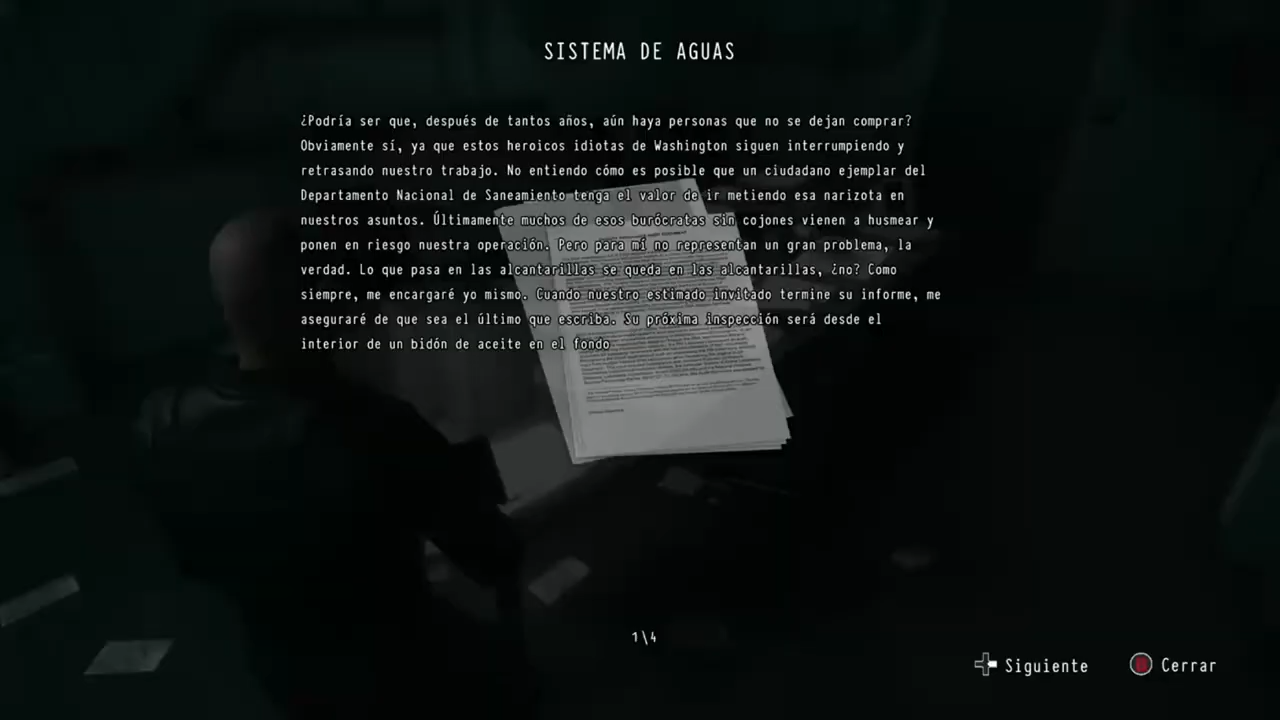 SISTEMA DE AGUAS
¿Podría ser que, después de tantos años, aún haya personas que no se dejan comprar?
Obviamente sí, ya que estos heroicos idiotas de Washington siguen interrumpiendo y
retrasando nuestro trabajo. No entiendo cómo es posible que un ciudadano ejemplar del
Departamento Nacional de Saneamiento tenga el valor de ir metiendo esa narizota en
nuestros asuntos. Últimamente muchos de esos burócratas sin cojones vienen a husmear y
ponen en riesgo nuestra operación. Pero para mí no representan un gran problema, la
verdad. Lo que pasa en las alcantarillas se queda en las alcantarillas, ¿no? Como
siempre, me encargaré yo mismo. Cuando nuestro estimado invitado termine su informe, me
aseguraré de que sea el último que escriba. Su próxima inspección será desde el
interior de un bidón de aceite en el fondo
1\4
Siguiente
Cerrar